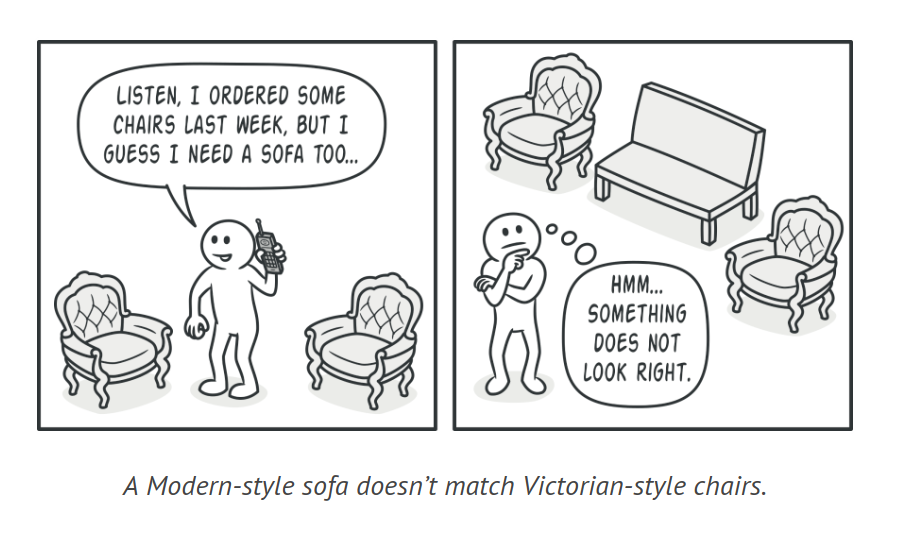 LISTEN, I ORDERED SOME
CHAIRS LAST WEEK, BUT I
GUESS I NEED A SOFA TOO...
HMM...
SOMETHING
DOES NOT
LOOK RIGHT.
A Modern-style sofa doesn’t match Victorian-style chairs.